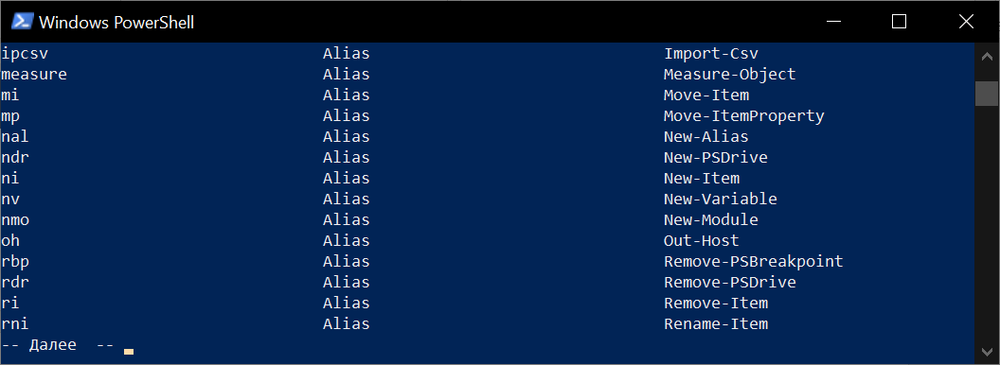 Windows PowerShell
ipcsv Alias Import-Csv
measure Alias Measure-Object
mi Alias Move-Item
mp Alias Move-ItemProperty
nal Alias New-Alias
ndr Alias New-PSDrive
ni Alias New-Item
nv Alias New-Variable
nmo Alias New-Module
oh Alias Out-Host
rbp Alias Remove-PSBreakpoint
rdr Alias Remove-PSDrive
ri Alias Remove-Item
rni Alias Rename-Item
-- Далее --